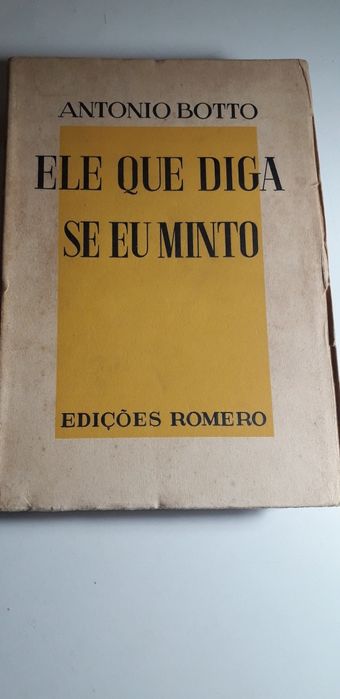 ANTONIO BOTTO
ELE QUE DIGA
SE EU MINTO
EDIÇÕES ROMERO